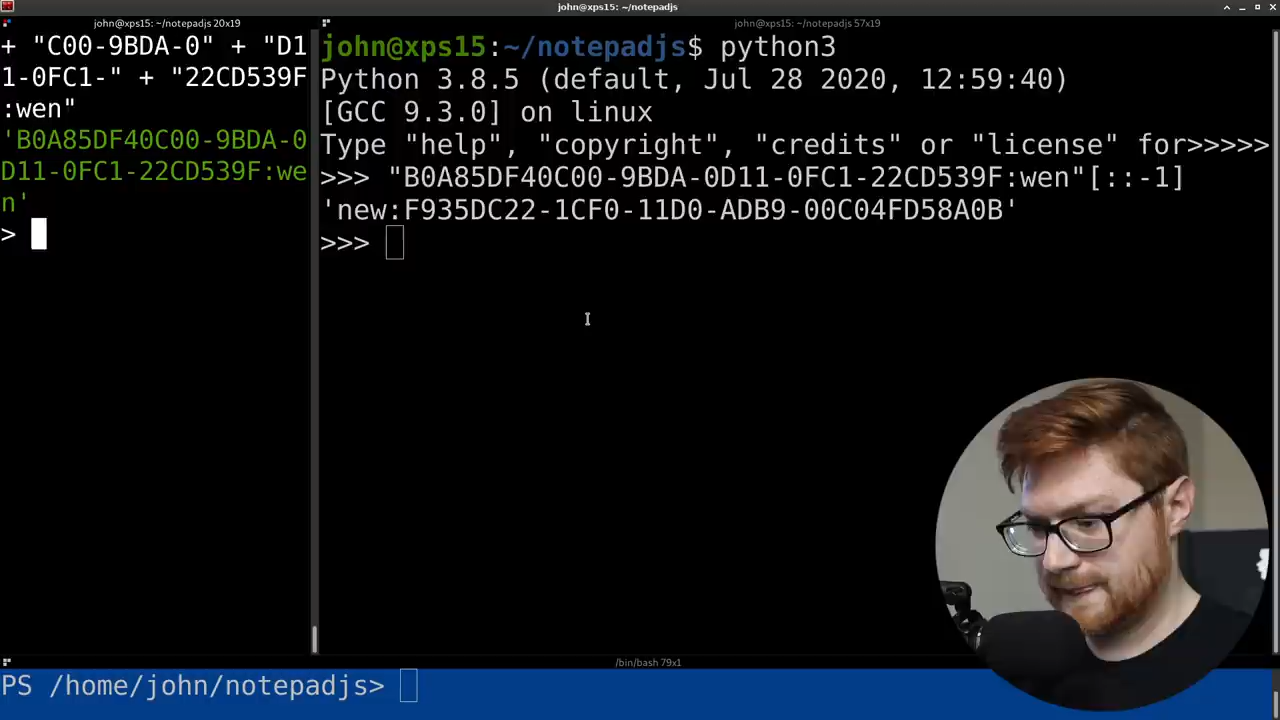 john@xps15: ~/notepadjs
john@xps15: ~/notepadjs 20x19
+ "C00-9BDA-0" + "D1
1-0FC1-" + "22CD539F
:wen"
'B0A85DF40C00-9BDA-0
D11-0FC1-22CD539F:we
n'
>
john@xps15: ~/notepadjs 57x19
john@xps15:~/notepadjs$ python3
Python 3.8.5 (default, Jul 28 2020, 12:59:40)
[GCC 9.3.0] on linux
Type "help", "copyright", "credits" or "license" for>>>>>
>>> "B0A85DF40C00-9BDA-0D11-0FC1-22CD539F:wen"[::-1]
'new:F935DC22-1CF0-11D0-ADB9-00C04FD58A0B'
>>>
/bin/bash 79x1
PS /home/john/notepadjs>